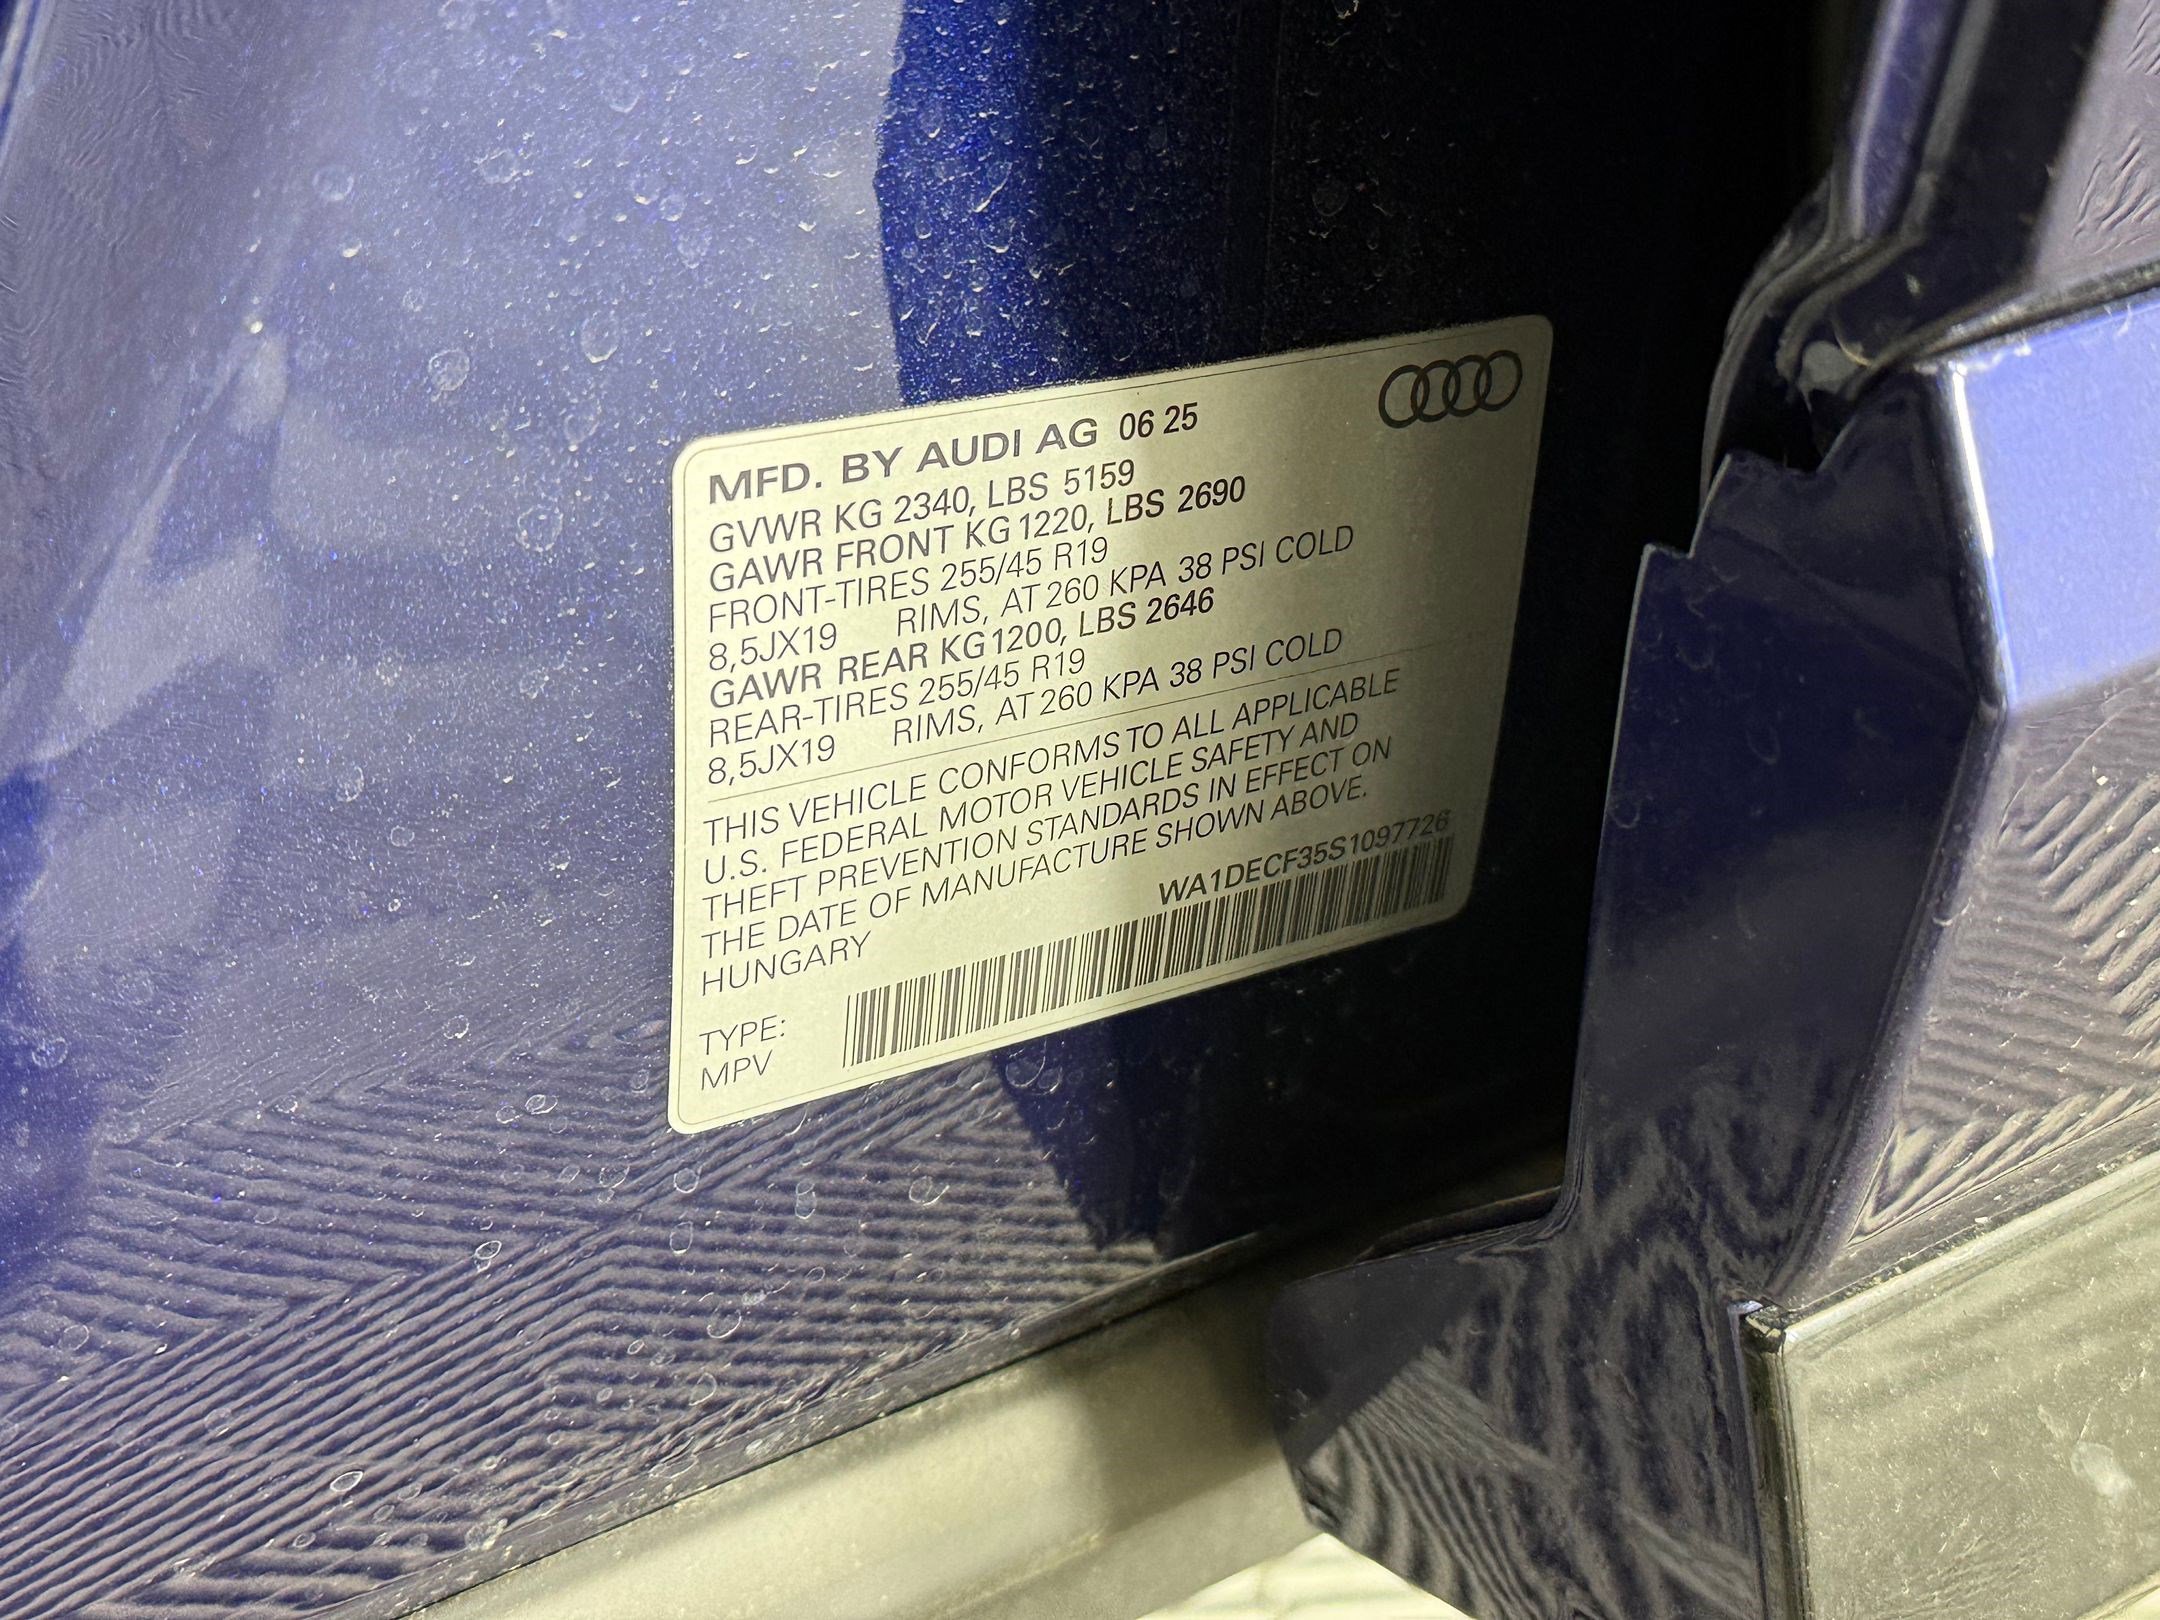 MFD. BY AUDI AG 06 25
GVWR KG 2340, LBS 5159
GAWR FRONT KG 1220, LBS 2690
FRONT-TIRES 255/45 R19
8,5JX19 RIMS, AT 260 KPA 38 PSI COLD
GAWR REAR KG 1200, LBS 2646
REAR-TIRES 255/45 R19
8,5JX19 RIMS, AT 260 KPA 38 PSI COLD
THIS VEHICLE CONFORMS TO ALL APPLICABLE
U.S. FEDERAL MOTOR VEHICLE SAFETY AND
THEFT PREVENTION STANDARDS IN EFFECT ON
THE DATE OF MANUFACTURE SHOWN ABOVE.
HUNGARY
WA1DECF35S1097726
TYPE:
MPV